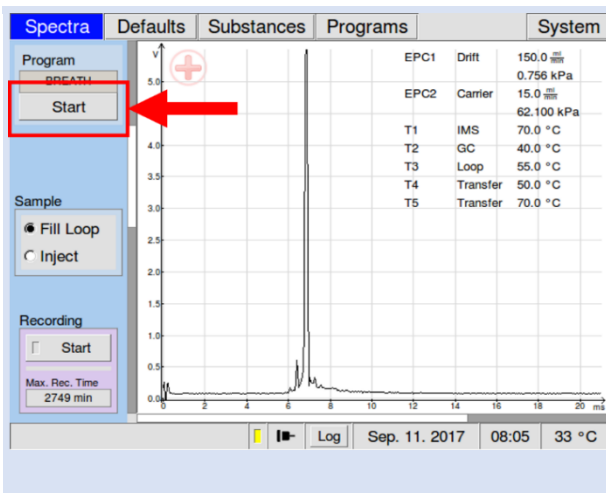 Spectra Defaults Substances Programs System
Program
BREATH
Start
Sample
Fill Loop
Inject
Recording
Start
Max. Rec. Time
2749 min
V
5.0
4.0
3.5
3.0
2.5
2.0
1.5
1.0
0.5
0.0
0 2 4 6 8 10 12 14 16 18 20 ms
EPC1 Drift 150.0 ml/min
0.756 kPa
EPC2 Carrier 15.0 ml/min
62.100 kPa
T1 IMS 70.0 °C
T2 GC 40.0 °C
T3 Loop 55.0 °C
T4 Transfer 50.0 °C
T5 Transfer 70.0 °C
Log Sep. 11. 2017 08:05 33 °C